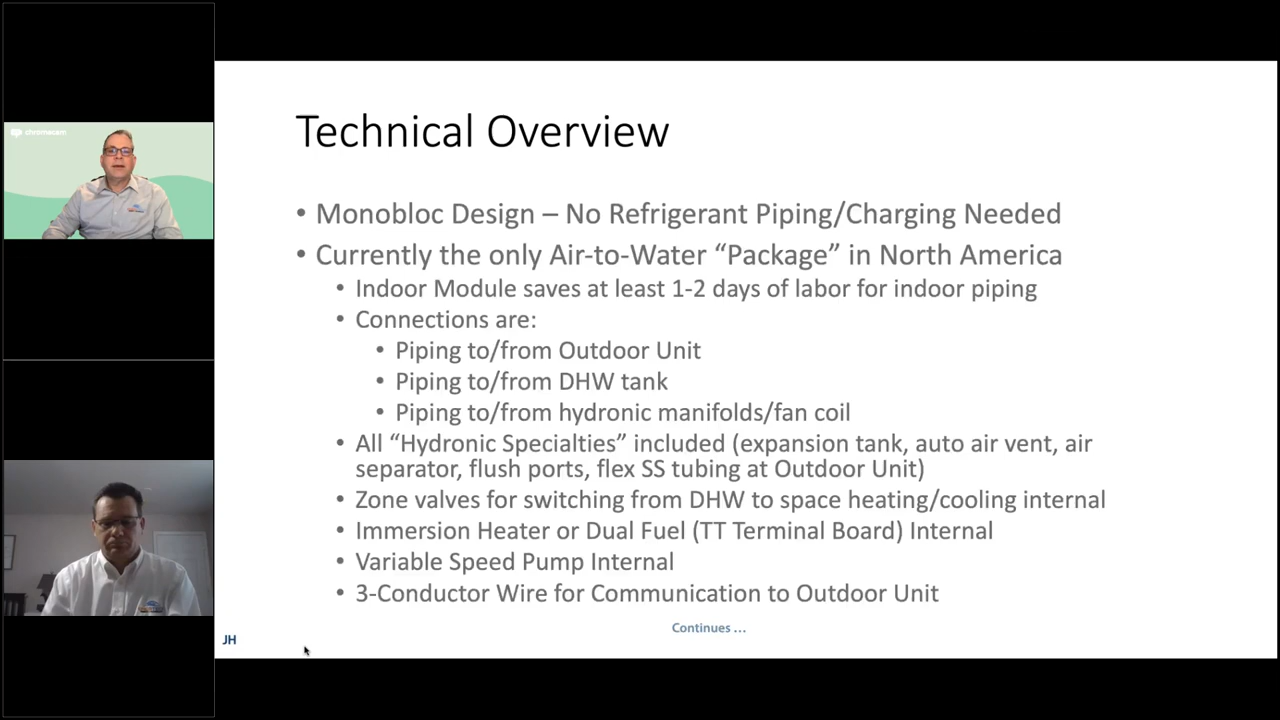 chromacam
Technical Overview
• Monobloc Design – No Refrigerant Piping/Charging Needed
• Currently the only Air-to-Water “Package” in North America
• Indoor Module saves at least 1-2 days of labor for indoor piping
• Connections are:
• Piping to/from Outdoor Unit
• Piping to/from DHW tank
• Piping to/from hydronic manifolds/fan coil
• All “Hydronic Specialties” included (expansion tank, auto air vent, air
separator, flush ports, flex SS tubing at Outdoor Unit)
• Zone valves for switching from DHW to space heating/cooling internal
• Immersion Heater or Dual Fuel (TT Terminal Board) Internal
• Variable Speed Pump Internal
• 3-Conductor Wire for Communication to Outdoor Unit
Continues ...
JH